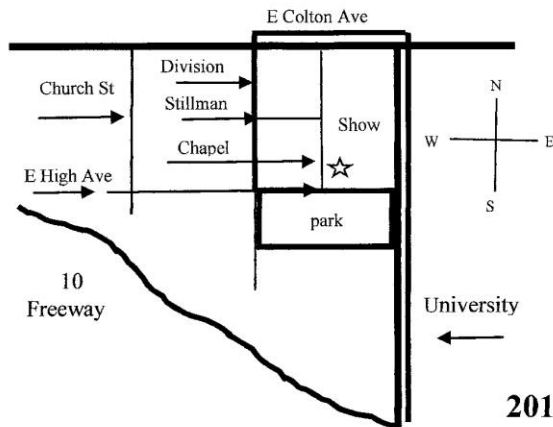 E Colton Ave
Division
Church St
Stillman
Show
Chapel
E High Ave
N
W
E
S
park
10
Freeway
University
201